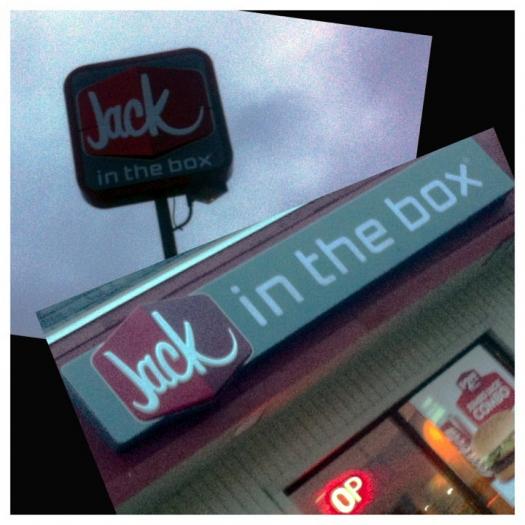 Jack
in the box
Jack in the box
COMBO
OP